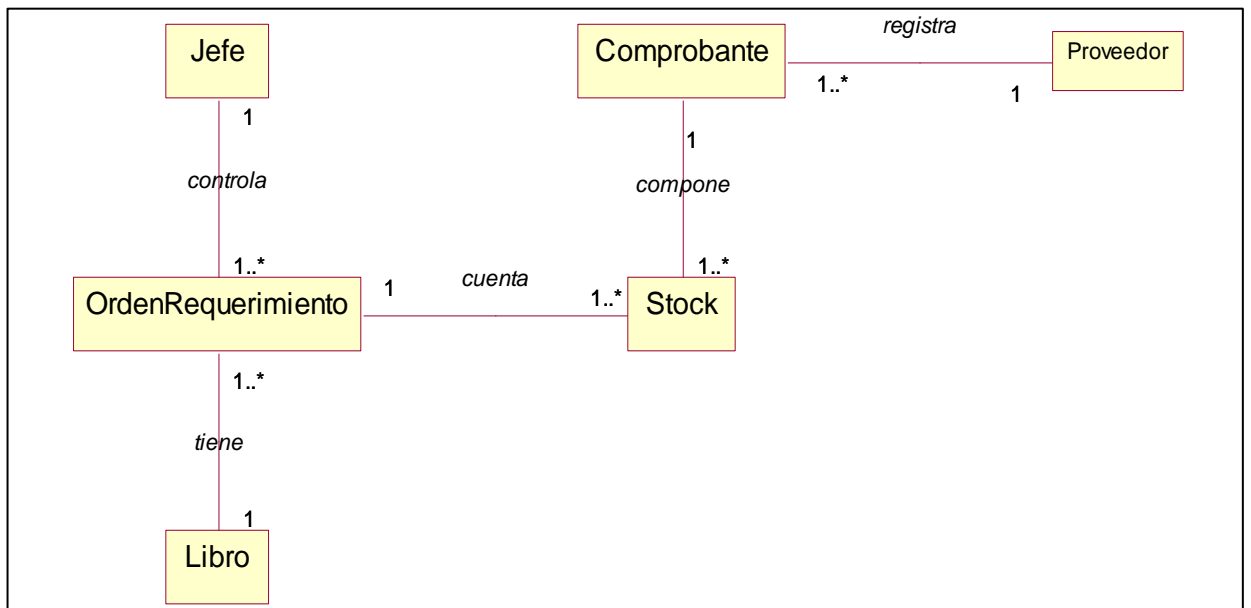 Jefe
Comprobante
registra
Proveedor
1..*
1
1
1
controla
compone
1..*
1
cuenta
1..*
1..*
OrdenRequerimiento
Stock
1..*
tiene
1
Libro